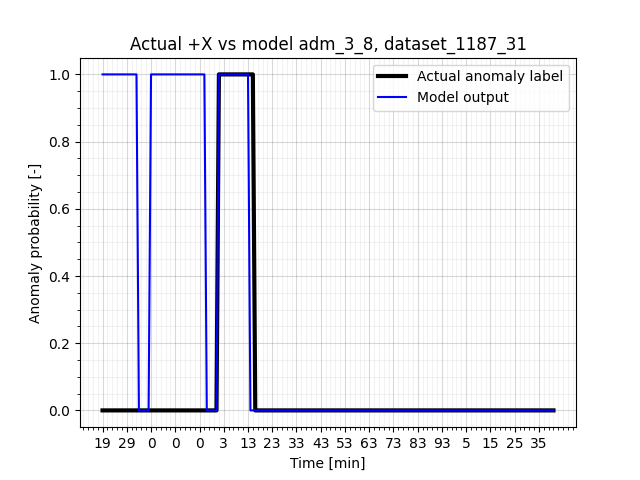 Actual +X vs model adm_3_8, dataset_1187_31
Actual anomaly label
Model output
Anomaly probability [-]
1.0
0.8
0.6
0.4
0.2
0.0
19 29 0 0 0 3 13 23 33 43 53 63 73 83 93 5 15 25 35
Time [min]